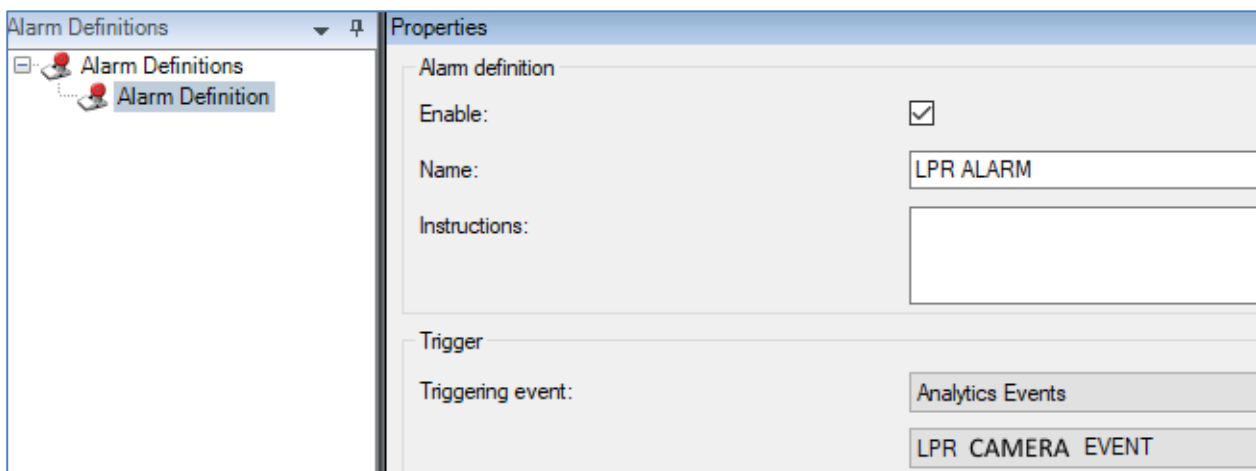 Alarm Definitions
Alarm Definitions
Alarm Definition
Properties
Alarm definition
Enable:
Name: LPR ALARM
Instructions:
Trigger
Triggering event: Analytics Events
LPR CAMERA EVENT